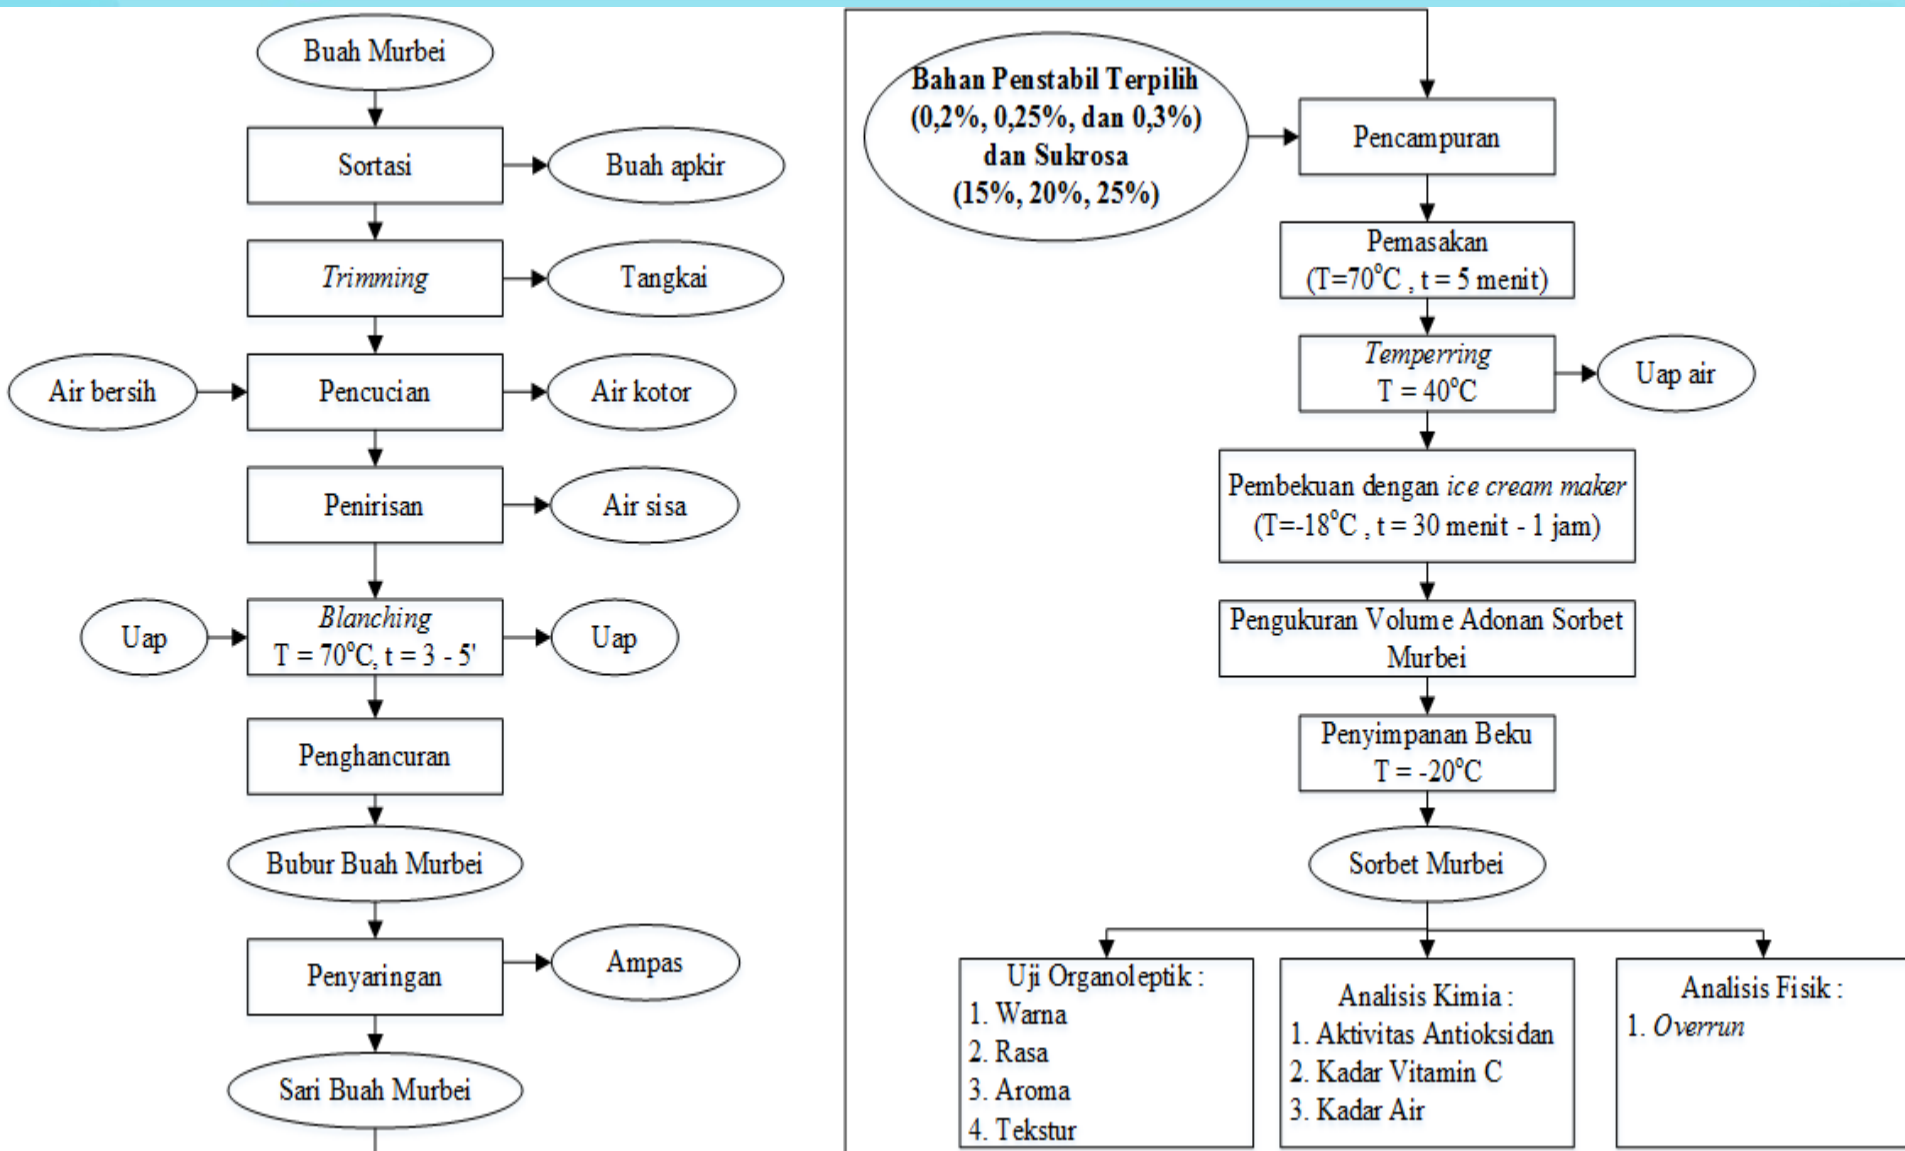 Buah Murbei
Sortasi
Buah apkir
Trimming
Tangkai
Air bersih
Pencucian
Air kotor
Penirisan
Air sisa
Uap
Blanching
T = 70°C, t = 3 - 5'
Uap
Penghancuran
Bubur Buah Murbei
Penyaringan
Ampas
Sari Buah Murbei
Bahan Penstabil Terpilih
(0,2%, 0,25%, dan 0,3%)
dan Sukrosa
(15%, 20%, 25%)
Pencampuran
Pemasakan
(T=70°C , t = 5 menit)
Temperring
T = 40°C
Uap air
Pembekuan dengan ice cream maker
(T=-18°C , t = 30 menit - 1 jam)
Pengukuran Volume Adonan Sorbet
Murbei
Penyimpanan Beku
T = -20°C
Sorbet Murbei
Uji Organoleptik :
1. Warna
2. Rasa
3. Aroma
4. Tekstur
Analisis Kimia :
1. Aktivitas Antioksidan
2. Kadar Vitamin C
3. Kadar Air
Analisis Fisik :
1. Overrun